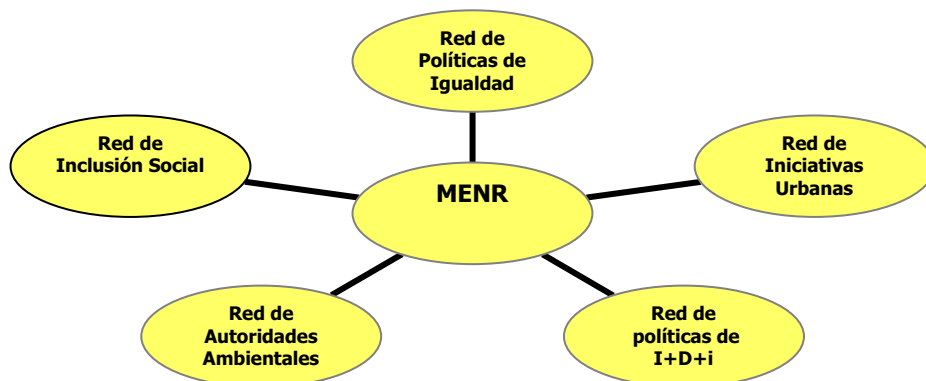 Red de
Políticas de
Igualdad
Red de
Inclusión Social
Red de
Iniciativas
Urbanas
MENR
Red de
Autoridades
Ambientales
Red de
políticas de
I+D+i